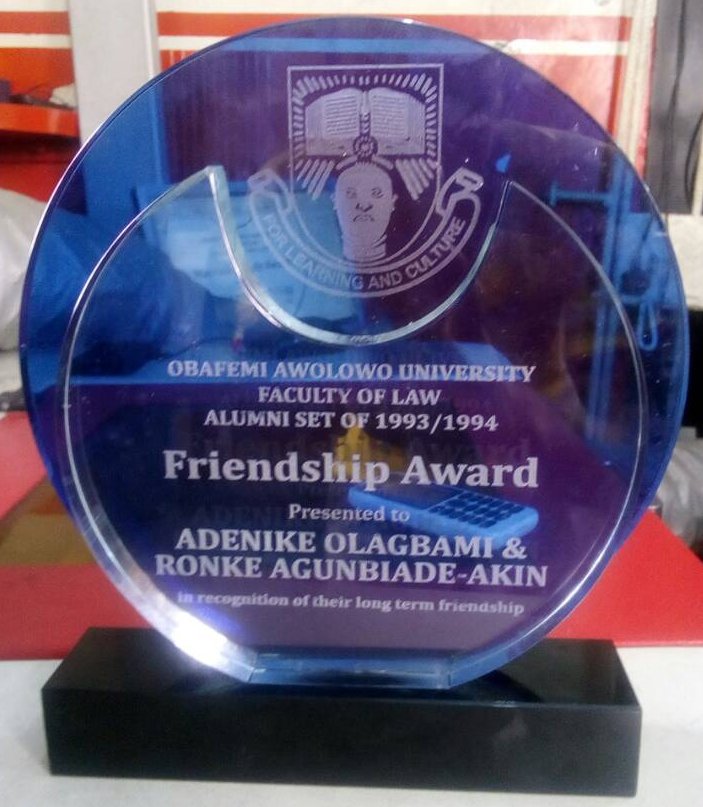 FOR LEARNING AND CULTURE
OBAFEMI AWOLOWO UNIVERSITY
FACULTY OF LAW
ALUMNI SET OF 1993/1994
Friendship Award
Presented to
ADENIKE OLAGBAMI &
RONKE AGUNBIADE-AKIN
in recognition of their long term friendship